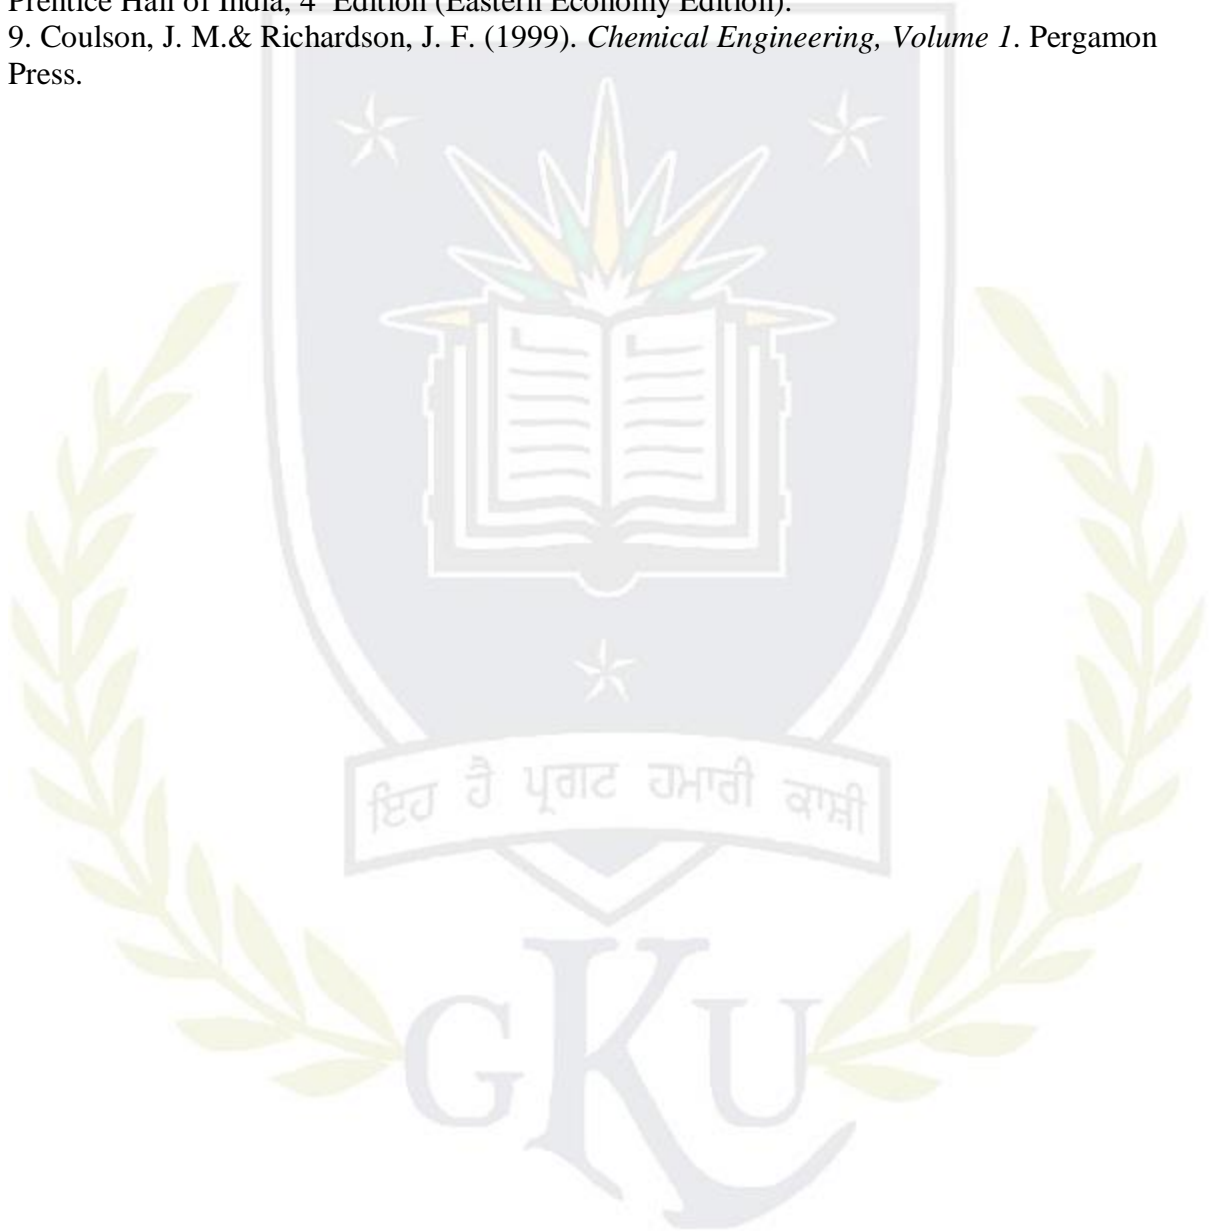 Prentice Hall of India, 4 Edition (Eastern Economy Edition).
9. Coulson, J. M.& Richardson, J. F. (1999). Chemical Engineering, Volume 1. Pergamon
Press.
ਇਹ ਹੈ ਪ੍ਰਗਟ ਹਮਾਰੀ ਕਾਸ਼ੀ
GKU